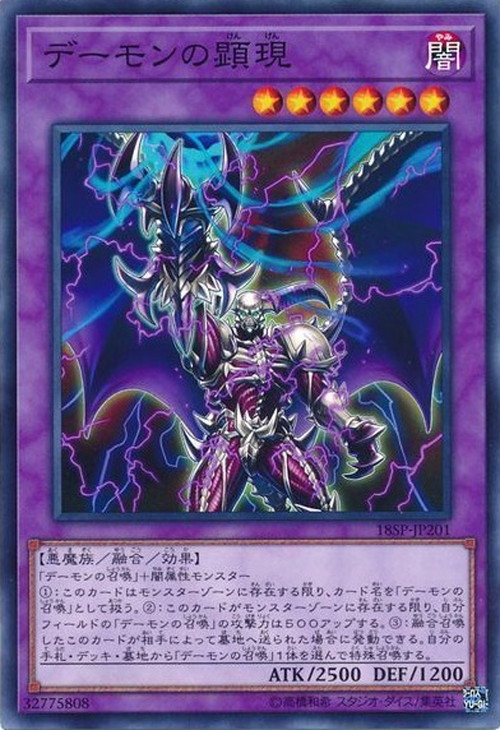 デーモンの顕現
闇
18SP-JP201
【悪魔族／融合／効果】
「デーモンの召喚」＋闇属性モンスター
①：このカードはモンスターゾーンに存在する限り、カード名を「デーモンの
召喚」として扱う。②：このカードがモンスターゾーンに存在する限り、自分
フィールドの「デーモンの召喚」の攻撃力は５００アップする。③：融合召喚
したこのカードが相手によって墓地へ送られた場合に発動できる。自分の
手札・デッキ・墓地から「デーモンの召喚」１体を選んで特殊召喚する。
ATK/2500 DEF/1200
32775808 ©高橋和希 スタジオ・ダイス/集英社